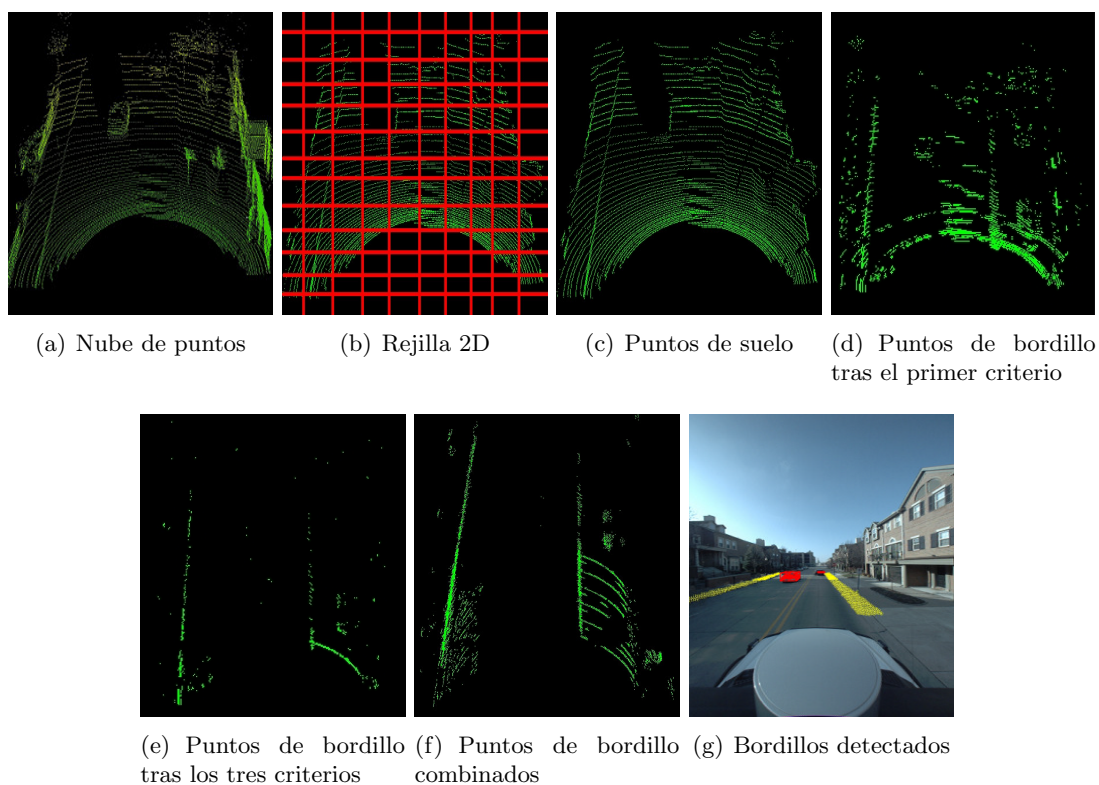 (a) Nube de puntos
(b) Rejilla 2D
(c) Puntos de suelo
(d) Puntos de bordillo
tras el primer criterio
(e) Puntos de bordillo
tras los tres criterios
(f) Puntos de bordillo
combinados
(g) Bordillos detectados